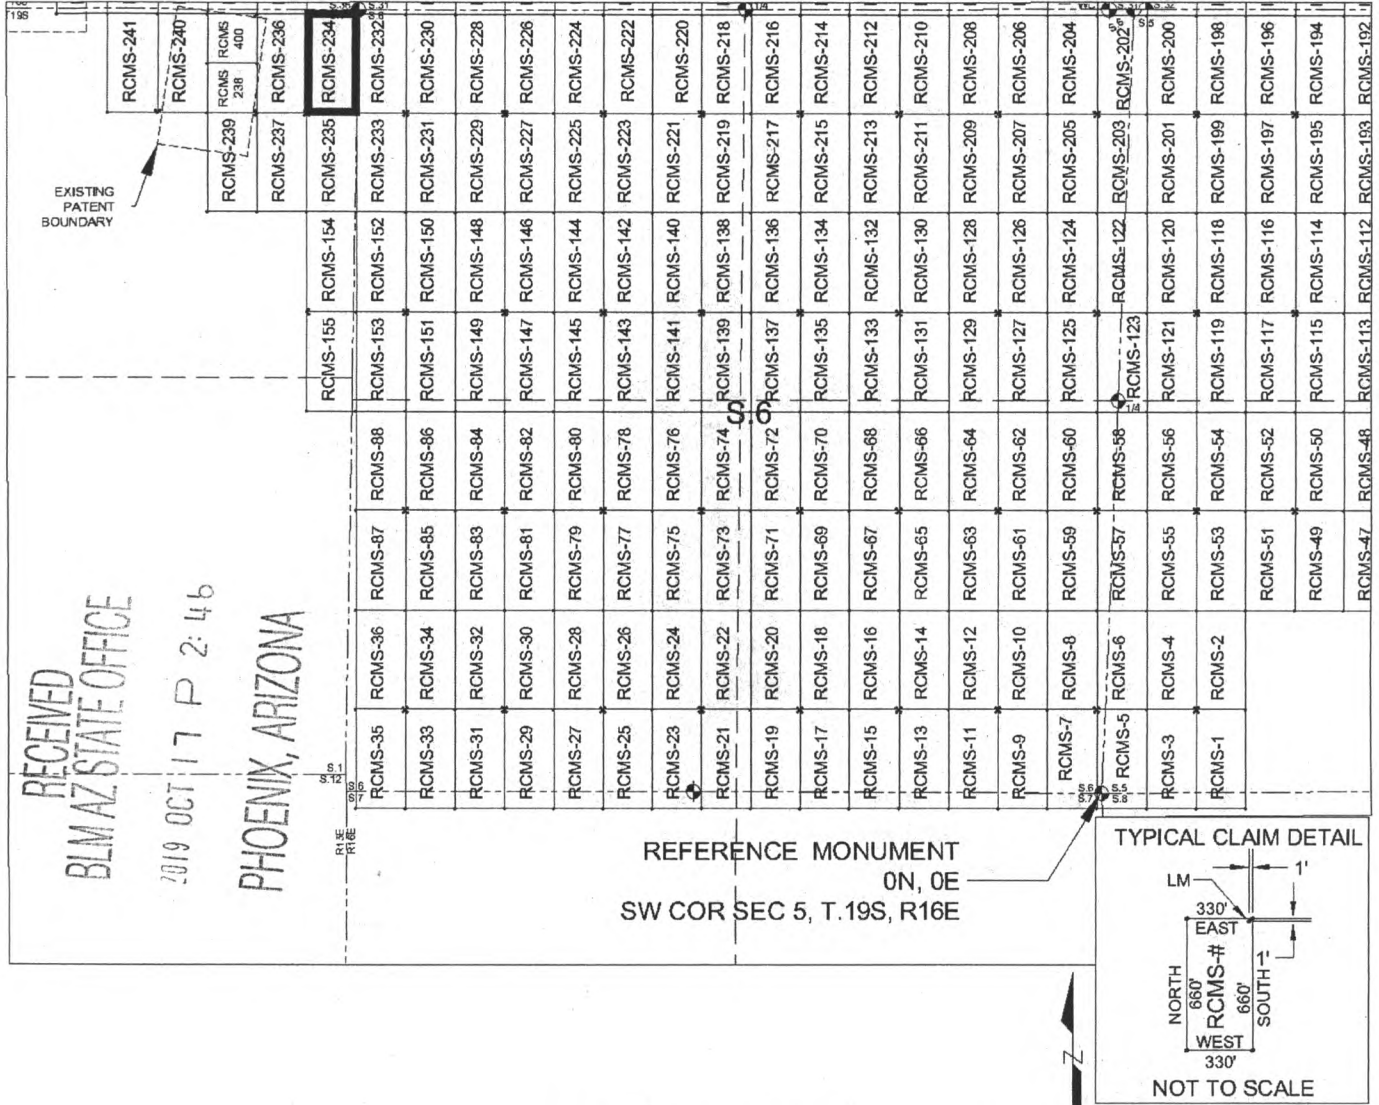 T19S
S.36 S.31
S.6
1/4
WC
S.31 S.32
S.6 S.5
RCMS-241
RCMS-240
RCMS 400
RCMS 238
RCMS-236
RCMS-234
RCMS-232
RCMS-230
RCMS-228
RCMS-226
RCMS-224
RCMS-222
RCMS-220
RCMS-218
RCMS-216
RCMS-214
RCMS-212
RCMS-210
RCMS-208
RCMS-206
RCMS-204
RCMS-202
RCMS-200
RCMS-198
RCMS-196
RCMS-194
RCMS-192
RCMS-239
RCMS-237
RCMS-235
RCMS-233
RCMS-231
RCMS-229
RCMS-227
RCMS-225
RCMS-223
RCMS-221
RCMS-219
RCMS-217
RCMS-215
RCMS-213
RCMS-211
RCMS-209
RCMS-207
RCMS-205
RCMS-203
RCMS-201
RCMS-199
RCMS-197
RCMS-195
RCMS-193
EXISTING
PATENT
BOUNDARY
RCMS-154
RCMS-152
RCMS-150
RCMS-148
RCMS-146
RCMS-144
RCMS-142
RCMS-140
RCMS-138
RCMS-136
RCMS-134
RCMS-132
RCMS-130
RCMS-128
RCMS-126
RCMS-124
RCMS-122
RCMS-120
RCMS-118
RCMS-116
RCMS-114
RCMS-112
RCMS-155
RCMS-153
RCMS-151
RCMS-149
RCMS-147
RCMS-145
RCMS-143
RCMS-141
RCMS-139
RCMS-137
RCMS-135
RCMS-133
RCMS-131
RCMS-129
RCMS-127
RCMS-125
RCMS-123
RCMS-121
RCMS-119
RCMS-117
RCMS-115
RCMS-113
S.6
1/4
RCMS-88
RCMS-86
RCMS-84
RCMS-82
RCMS-80
RCMS-78
RCMS-76
RCMS-74
RCMS-72
RCMS-70
RCMS-68
RCMS-66
RCMS-64
RCMS-62
RCMS-60
RCMS-58
RCMS-56
RCMS-54
RCMS-52
RCMS-50
RCMS-48
RCMS-87
RCMS-85
RCMS-83
RCMS-81
RCMS-79
RCMS-77
RCMS-75
RCMS-73
RCMS-71
RCMS-69
RCMS-67
RCMS-65
RCMS-63
RCMS-61
RCMS-59
RCMS-57
RCMS-55
RCMS-53
RCMS-51
RCMS-49
RCMS-47
RCMS-36
RCMS-34
RCMS-32
RCMS-30
RCMS-28
RCMS-26
RCMS-24
RCMS-22
RCMS-20
RCMS-18
RCMS-16
RCMS-14
RCMS-12
RCMS-10
RCMS-8
RCMS-6
RCMS-4
RCMS-2
RCMS-35
RCMS-33
RCMS-31
RCMS-29
RCMS-27
RCMS-25
RCMS-23
RCMS-21
RCMS-19
RCMS-17
RCMS-15
RCMS-13
RCMS-11
RCMS-9
RCMS-7
RCMS-5
RCMS-3
RCMS-1
S.1
S.12
S.6
S.7
S.6 S.5
S.7 S.8
R16E
RECEIVED
BLM AZ STATE OFFICE
2019 OCT 17 P 2:46
PHOENIX, ARIZONA
REFERENCE MONUMENT
0N, 0E
SW COR SEC 5, T.19S, R16E
N
TYPICAL CLAIM DETAIL
1'
LM
330'
EAST
1'
NORTH
660'
RCMS-#
660'
SOUTH
WEST
330'
NOT TO SCALE